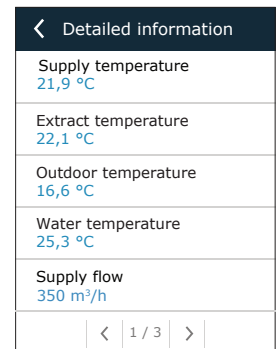 Detailed information
Supply temperature
21,9 °C
Extract temperature
22,1 °C
Outdoor temperature
16,6 °C
Water temperature
25,3 °C
Supply flow
350 m³/h
1 / 3